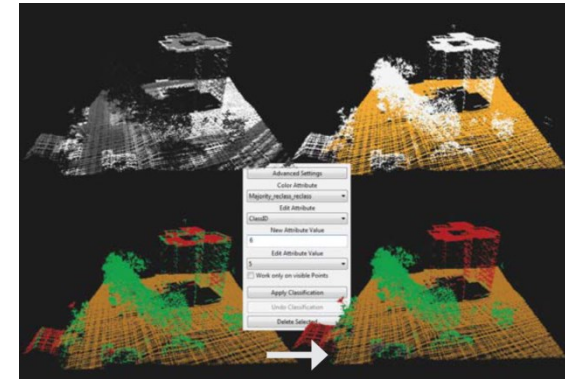 Advanced Settings
Color Attribute
Majority_reclass_reclass
Edit Attribute
ClassID
New Attribute Value
6
Edit Attribute Value
5
Work only on visible Points
Apply Classification
Undo Classification
Delete Selected